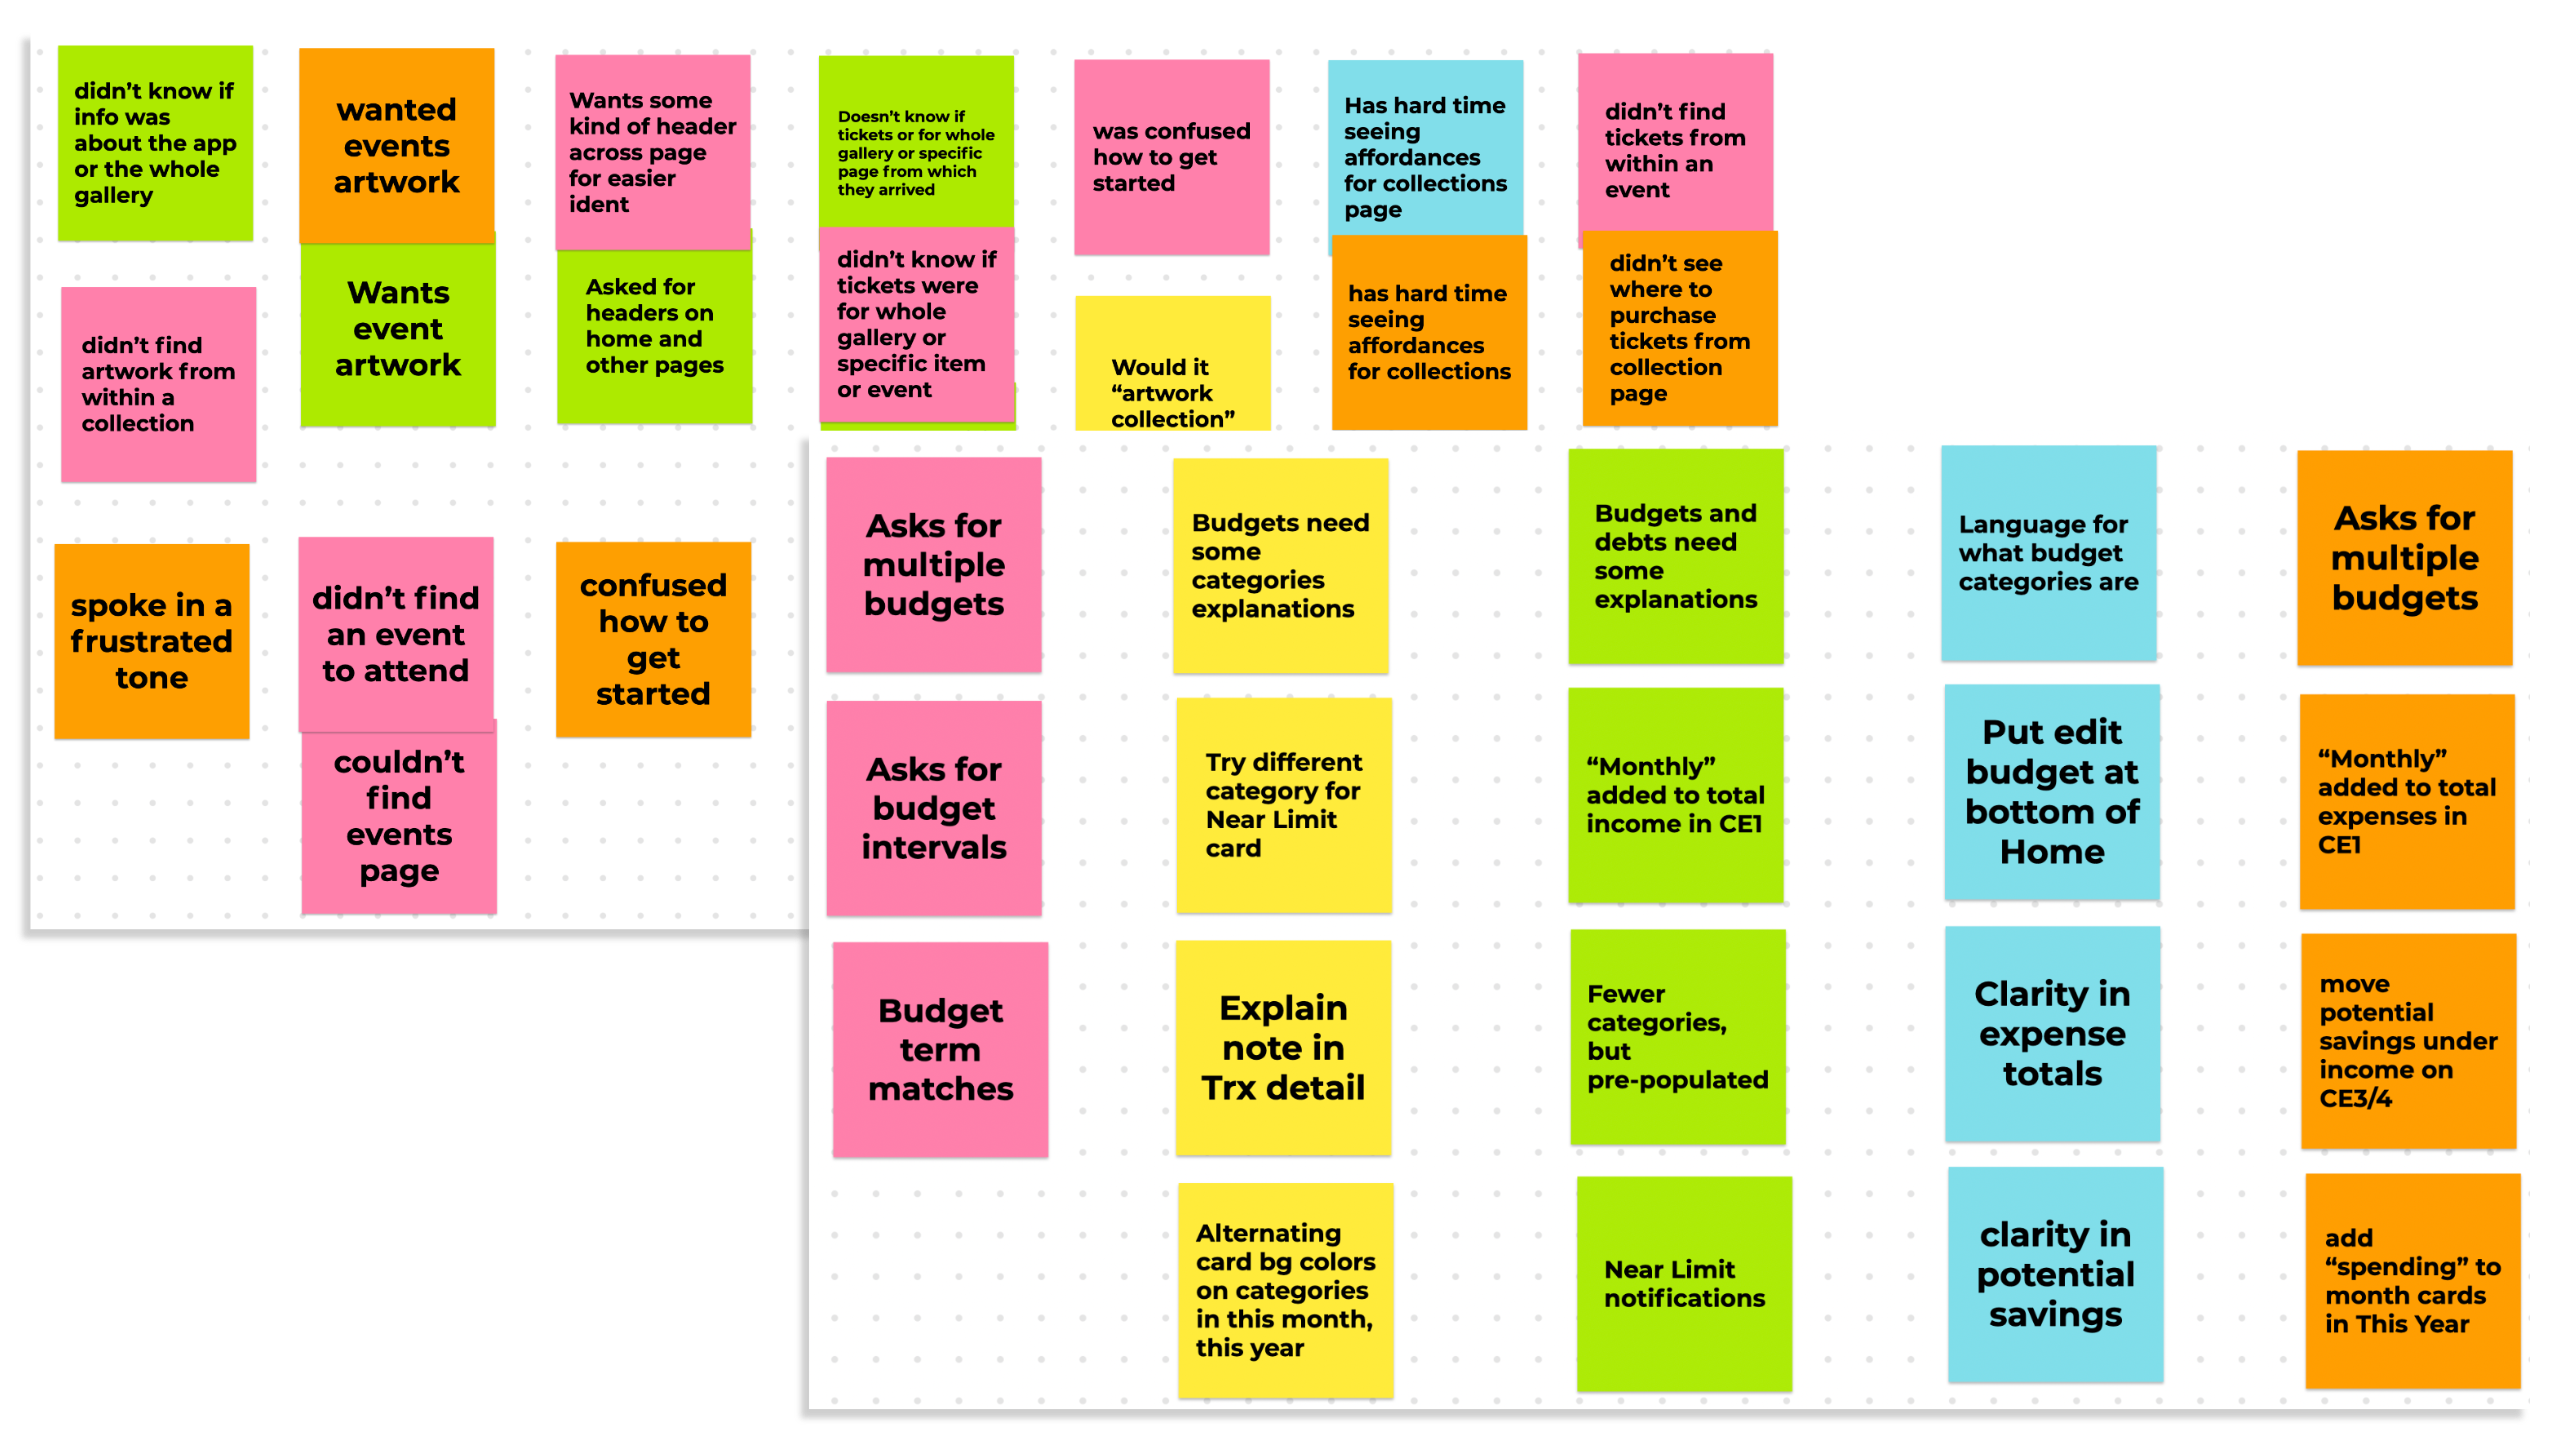 didn’t know if
info was
about the app
or the whole
gallery
wanted
events
artwork
Wants some
kind of header
across page
for easier
ident
Doesn’t know if
tickets or for whole
gallery or specific
page from which
they arrived
was confused
how to get
started
Has hard time
seeing
affordances
for collections
page
didn’t find
tickets from
within an
event
didn’t find
artwork from
within a
collection
Wants
event
artwork
Asked for
headers on
home and
other pages
didn’t know if
tickets were
for whole
gallery or
specific item
or event
Would it
“artwork
collection”
has hard time
seeing
affordances
for collections
didn’t see
where to
purchase
tickets from
collection
page
spoke in a
frustrated
tone
didn’t find
an event
to attend
confused
how to
get
started
couldn’t
find
events
page
Asks for
multiple
budgets
Budgets need
some
categories
explanations
Budgets and
debts need
some
explanations
Language for
what budget
categories are
Asks for
multiple
budgets
Asks for
budget
intervals
Try different
category for
Near Limit
card
“Monthly”
added to total
income in CE1
Put edit
budget at
bottom of
Home
“Monthly”
added to total
expenses in
CE1
Budget
term
matches
Explain
note in
Trx detail
Fewer
categories,
but
pre-populated
Clarity in
expense
totals
move
potential
savings under
income on
CE3/4
Alternating
card bg colors
on categories
in this month,
this year
Near Limit
notifications
clarity in
potential
savings
add
“spending” to
month cards
in This Year